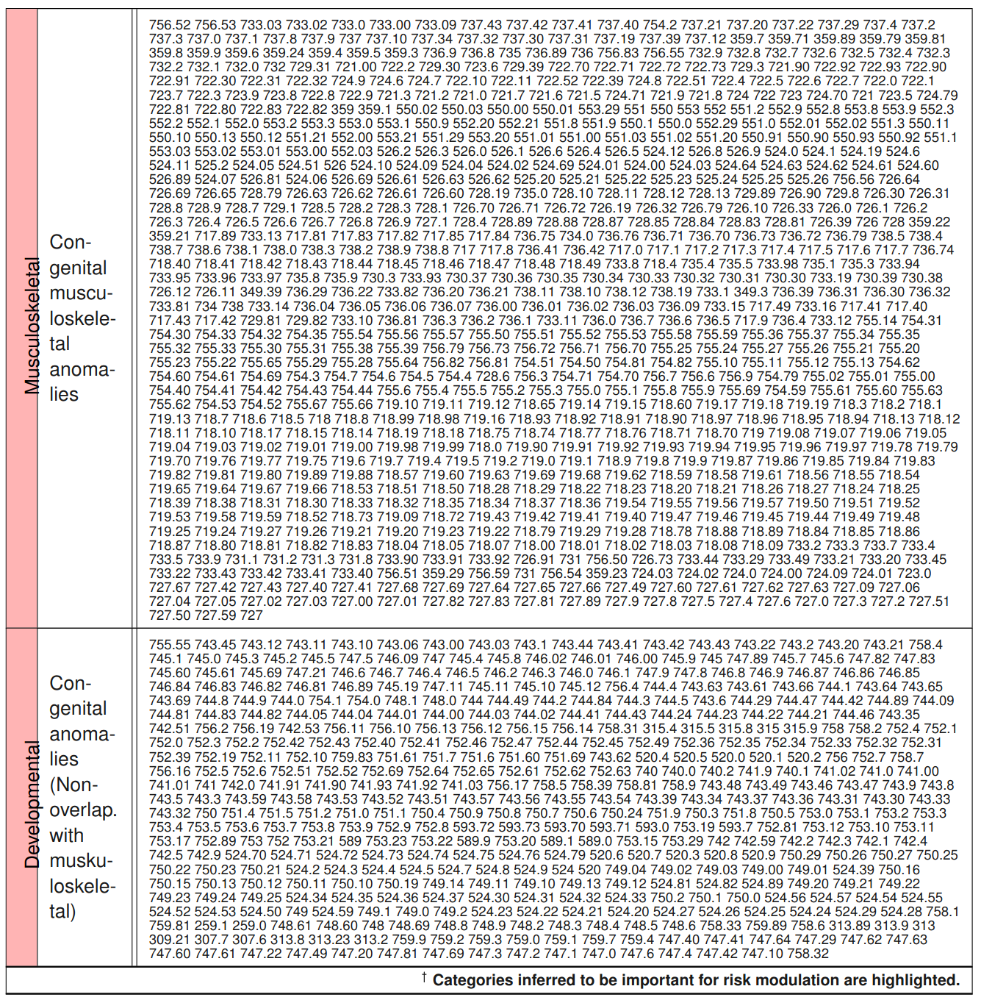 Musculoskeletal
Con-
genital
muscu-
loskele-
tal
anoma-
lies
756.52 756.53 733.03 733.02 733.0 733.00 733.09 737.43 737.42 737.41 737.40 754.2 737.21 737.20 737.22 737.29 737.4 737.2
737.3 737.0 737.1 737.8 737.9 737 737.10 737.34 737.32 737.30 737.31 737.19 737.39 737.12 359.7 359.71 359.89 359.79 359.81
359.8 359.9 359.6 359.24 359.4 359.5 359.3 736.9 736.8 735 736.89 736 756.83 756.55 732.9 732.8 732.7 732.6 732.5 732.4 732.3
732.2 732.1 732.0 732 729.31 721.00 722.2 729.30 723.6 729.39 722.70 722.71 722.72 722.73 729.3 721.90 722.92 722.93 722.90
722.91 722.30 722.31 722.32 724.9 724.6 724.7 722.10 722.11 722.52 722.39 724.8 722.51 722.4 722.5 722.6 722.7 722.0 722.1
723.7 722.3 723.9 723.8 722.8 722.9 721.3 721.2 721.0 721.7 721.6 721.5 724.71 721.9 721.8 724 722 723 724.70 721 723.5 724.79
722.81 722.80 722.83 722.82 359 359.1 550.02 550.03 550.00 550.01 553.29 551 550 553 552 551.2 552.9 552.8 553.8 553.9 552.3
552.2 552.1 552.0 553.2 553.3 553.0 553.1 550.9 552.20 552.21 551.8 551.9 550.1 550.0 552.29 551.0 552.01 552.02 551.3 550.11
550.10 550.13 550.12 551.21 552.00 553.21 551.29 553.20 551.01 551.00 551.03 551.02 551.20 550.91 550.90 550.93 550.92 551.1
553.03 553.02 553.01 553.00 552.03 526.2 526.3 526.0 526.1 526.6 526.4 526.5 524.12 526.8 526.9 524.0 524.1 524.19 524.6
524.11 525.2 524.05 524.51 526 524.10 524.09 524.04 524.02 524.69 524.01 524.00 524.03 524.64 524.63 524.62 524.61 524.60
526.89 524.07 526.81 524.06 526.69 526.61 526.63 526.62 525.20 525.21 525.22 525.23 525.24 525.25 525.26 756.56 726.64
726.69 726.65 728.79 726.63 726.62 726.61 726.60 728.19 735.0 728.10 728.11 728.12 728.13 729.89 726.90 729.8 726.30 726.31
728.8 728.9 728.7 729.1 728.5 728.2 728.3 728.1 726.70 726.71 726.72 726.19 726.32 726.79 726.10 726.33 726.0 726.1 726.2
726.3 726.4 726.5 726.6 726.7 726.8 726.9 727.1 728.4 728.89 728.88 728.87 728.85 728.84 728.83 728.81 726.39 726 728 359.22
359.21 717.89 733.13 717.81 717.83 717.82 717.85 717.84 736.75 734.0 736.76 736.71 736.70 736.73 736.72 736.79 738.5 738.4
738.7 738.6 738.1 738.0 738.3 738.2 738.9 738.8 717 717.8 736.41 736.42 717.0 717.1 717.2 717.3 717.4 717.5 717.6 717.7 736.74
718.40 718.41 718.42 718.43 718.44 718.45 718.46 718.47 718.48 718.49 733.8 718.4 735.4 735.5 733.98 735.1 735.3 733.94
733.95 733.96 733.97 735.8 735.9 730.3 733.93 730.37 730.36 730.35 730.34 730.33 730.32 730.31 730.30 733.19 730.39 730.38
726.12 726.11 349.39 736.29 736.22 733.82 736.20 736.21 738.11 738.10 738.12 738.19 733.1 349.3 736.39 736.31 736.30 736.32
733.81 734 738 733.14 736.04 736.05 736.06 736.07 736.00 736.01 736.02 736.03 736.09 733.15 717.49 733.16 717.41 717.40
717.43 717.42 729.81 729.82 733.10 736.81 736.3 736.2 736.1 733.11 736.0 736.7 736.6 736.5 717.9 736.4 733.12 755.14 754.31
754.30 754.33 754.32 754.35 755.54 755.56 755.57 755.50 755.51 755.52 755.53 755.58 755.59 755.36 755.37 755.34 755.35
755.32 755.33 755.30 755.31 755.38 755.39 756.79 756.73 756.72 756.71 756.70 755.25 755.24 755.27 755.26 755.21 755.20
755.23 755.22 755.65 755.29 755.28 755.64 756.82 756.81 754.51 754.50 754.81 754.82 755.10 755.11 755.12 755.13 754.62
754.60 754.61 754.69 754.3 754.7 754.6 754.5 754.4 728.6 756.3 754.71 754.70 756.7 756.6 756.9 754.79 755.02 755.01 755.00
754.40 754.41 754.42 754.43 754.44 755.6 755.4 755.5 755.2 755.3 755.0 755.1 755.8 755.9 755.69 754.59 755.61 755.60 755.63
755.62 754.53 754.52 755.67 755.66 719.10 719.11 719.12 718.65 719.14 719.15 718.60 719.17 719.18 719.19 718.3 718.2 718.1
719.13 718.7 718.6 718.5 718 718.8 718.99 718.98 719.16 718.93 718.92 718.91 718.90 718.97 718.96 718.95 718.94 718.13 718.12
718.11 718.10 718.17 718.15 718.14 718.19 718.18 718.75 718.74 718.77 718.76 718.71 718.70 719 719.08 719.07 719.06 719.05
719.04 719.03 719.02 719.01 719.00 719.98 719.99 718.0 719.90 719.91 719.92 719.93 719.94 719.95 719.96 719.97 719.78 719.79
719.70 719.76 719.77 719.75 719.6 719.7 719.4 719.5 719.2 719.0 719.1 718.9 719.8 719.9 719.87 719.86 719.85 719.84 719.83
719.82 719.81 719.80 719.89 719.88 718.57 719.60 719.63 719.69 719.68 719.62 718.59 718.58 719.61 718.56 718.55 718.54
719.65 719.64 719.67 719.66 718.53 718.51 718.50 718.28 718.29 718.22 718.23 718.20 718.21 718.26 718.27 718.24 718.25
718.39 718.38 718.31 718.30 718.33 718.32 718.35 718.34 718.37 718.36 719.54 719.55 719.56 719.57 719.50 719.51 719.52
719.53 719.58 719.59 718.52 718.73 719.09 718.72 719.43 719.42 719.41 719.40 719.47 719.46 719.45 719.44 719.49 719.48
719.25 719.24 719.27 719.26 719.21 719.20 719.23 719.22 718.79 719.29 719.28 718.78 718.88 718.89 718.84 718.85 718.86
718.87 718.80 718.81 718.82 718.83 718.04 718.05 718.07 718.00 718.01 718.02 718.03 718.08 718.09 733.2 733.3 733.7 733.4
733.5 733.9 731.1 731.2 731.3 731.8 733.90 733.91 733.92 726.91 731 756.50 726.73 733.44 733.29 733.49 733.21 733.20 733.45
733.22 733.43 733.42 733.41 733.40 756.51 359.29 756.59 731 756.54 359.23 724.03 724.02 724.0 724.00 724.09 724.01 723.0
727.67 727.42 727.43 727.40 727.41 727.68 727.69 727.64 727.65 727.66 727.49 727.60 727.61 727.62 727.63 727.09 727.06
727.04 727.05 727.02 727.03 727.00 727.01 727.82 727.83 727.81 727.89 727.9 727.8 727.5 727.4 727.6 727.0 727.3 727.2 727.51
727.50 727.59 727
Developmental
Con-
genital
anoma-
lies
(Non-
overlap.
with
musku-
loskele-
tal)
755.55 743.45 743.12 743.11 743.10 743.06 743.00 743.03 743.1 743.44 743.41 743.42 743.43 743.22 743.2 743.20 743.21 758.4
745.1 745.0 745.3 745.2 745.5 747.5 746.09 747 745.4 745.8 746.02 746.01 746.00 745.9 745 747.89 745.7 745.6 747.82 747.83
745.60 745.61 745.69 747.21 746.6 746.7 746.4 746.5 746.2 746.3 746.0 746.1 747.9 747.8 746.8 746.9 746.87 746.86 746.85
746.84 746.83 746.82 746.81 746.89 745.19 747.11 745.11 745.10 745.12 756.4 744.4 743.63 743.61 743.66 744.1 743.64 743.65
743.69 744.8 744.9 744.0 754.1 754.0 748.1 748.0 744 744.49 744.2 744.84 744.3 744.5 743.6 744.29 744.47 744.42 744.89 744.09
744.81 744.83 744.82 744.05 744.04 744.01 744.00 744.03 744.02 744.41 744.43 744.24 744.23 744.22 744.21 744.46 743.35
742.51 756.2 756.19 742.53 756.11 756.10 756.13 756.12 756.15 756.14 758.31 315.4 315.5 315.8 315 315.9 758 758.2 752.4 752.1
752.0 752.3 752.2 752.42 752.43 752.40 752.41 752.46 752.47 752.44 752.45 752.49 752.36 752.35 752.34 752.33 752.32 752.31
752.39 752.19 752.11 752.10 759.83 751.61 751.7 751.6 751.60 751.69 743.62 520.4 520.5 520.0 520.1 520.2 756 752.7 758.7
756.16 752.5 752.6 752.51 752.52 752.69 752.64 752.65 752.61 752.62 752.63 740 740.0 740.2 741.9 740.1 741.02 741.0 741.00
741.01 741 742.0 741.91 741.90 741.93 741.92 741.03 756.17 758.5 758.39 758.81 758.9 743.48 743.49 743.46 743.47 743.9 743.8
743.5 743.3 743.59 743.58 743.53 743.52 743.51 743.57 743.56 743.55 743.54 743.39 743.34 743.37 743.36 743.31 743.30 743.33
743.32 750 751.4 751.5 751.2 751.0 751.1 750.4 750.9 750.8 750.7 750.6 750.24 751.9 750.3 751.8 750.5 753.0 753.1 753.2 753.3
753.4 753.5 753.6 753.7 753.8 753.9 752.9 752.8 593.72 593.73 593.70 593.71 593.0 753.19 593.7 752.81 753.12 753.10 753.11
753.17 752.89 753 752 753.21 589 753.23 753.22 589.9 753.20 589.1 589.0 753.15 753.29 742 742.59 742.2 742.3 742.1 742.4
742.5 742.9 524.70 524.71 524.72 524.73 524.74 524.75 524.76 524.79 520.6 520.7 520.3 520.8 520.9 750.29 750.26 750.27 750.25
750.22 750.23 750.21 524.2 524.3 524.4 524.5 524.7 524.8 524.9 524 520 749.04 749.02 749.03 749.00 749.01 524.39 750.16
750.15 750.13 750.12 750.11 750.10 750.19 749.14 749.11 749.10 749.13 749.12 524.81 524.82 524.89 749.20 749.21 749.22
749.23 749.24 749.25 524.34 524.35 524.36 524.37 524.30 524.31 524.32 524.33 750.2 750.1 750.0 524.56 524.57 524.54 524.55
524.52 524.53 524.50 749 524.59 749.1 749.0 749.2 524.23 524.22 524.21 524.20 524.27 524.26 524.25 524.24 524.29 524.28 758.1
759.81 259.1 259.0 748.61 748.60 748 748.69 748.8 748.9 748.2 748.3 748.4 748.5 748.6 758.33 759.89 758.6 313.89 313.9 313
309.21 307.7 307.6 313.8 313.23 313.2 759.9 759.2 759.3 759.0 759.1 759.7 759.4 747.40 747.41 747.64 747.29 747.62 747.63
747.60 747.61 747.22 747.49 747.20 747.81 747.69 747.3 747.2 747.1 747.0 747.6 747.4 747.42 747.10 758.32
† Categories inferred to be important for risk modulation are highlighted.